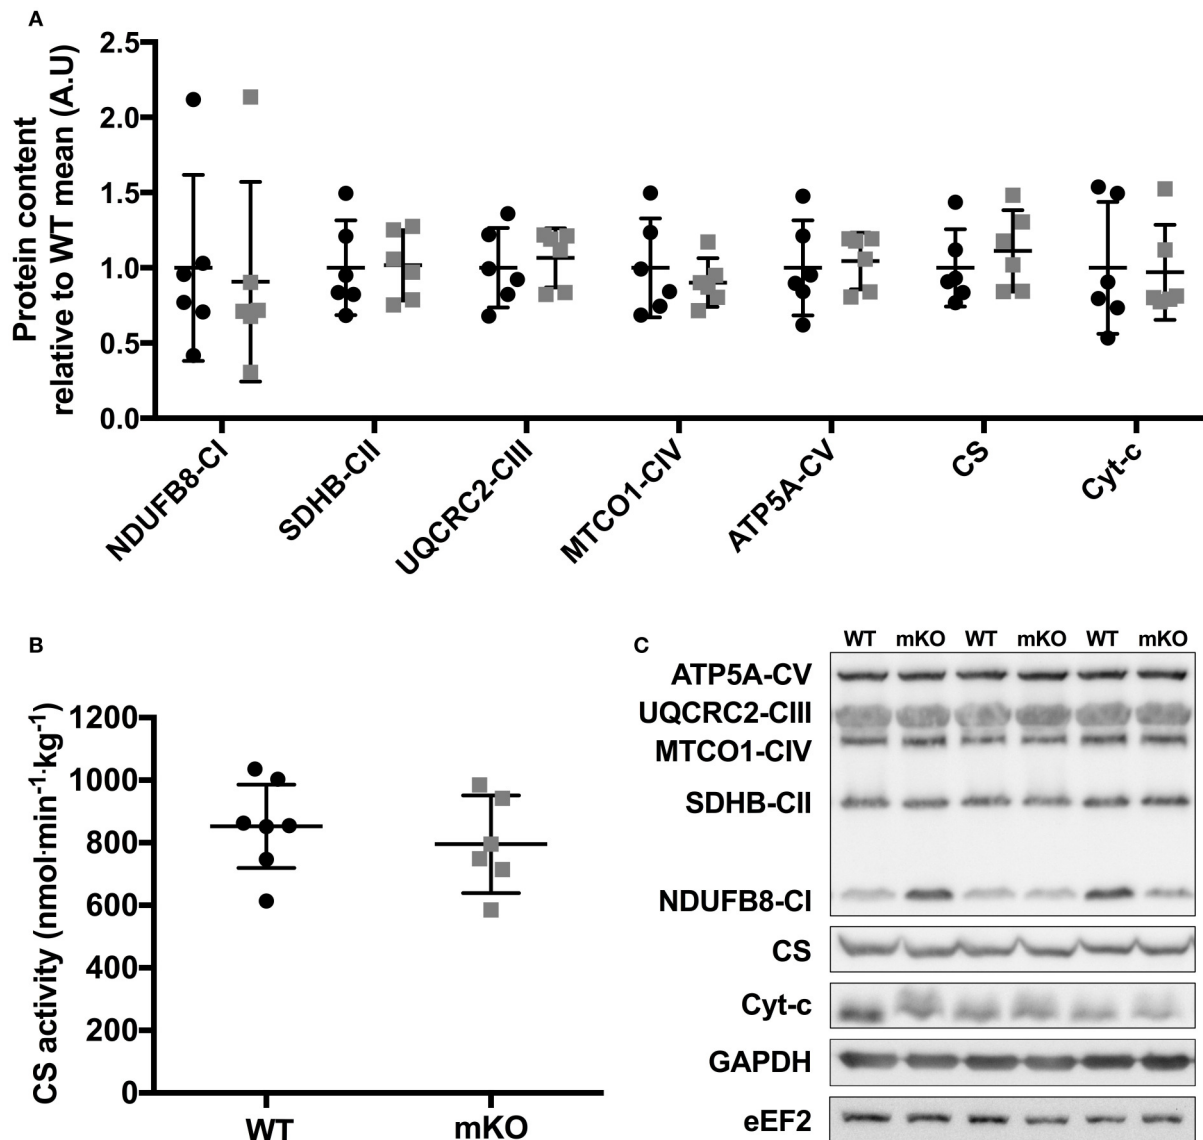 A
Protein content
relative to WT mean (A.U)
2.5
2.0
1.5
1.0
0.5
0.0
NDUFB8-CI
SDHB-CII
UQCRC2-CIII
MTCO1-CIV
ATP5A-CV
CS
Cyt-c
B
CS activity (nmol·min⁻¹·kg⁻¹)
1200
1000
800
600
400
200
0
WT
mKO
C
WT mKO WT mKO WT mKO
ATP5A-CV
UQCRC2-CIII
MTCO1-CIV
SDHB-CII
NDUFB8-CI
CS
Cyt-c
GAPDH
eEF2